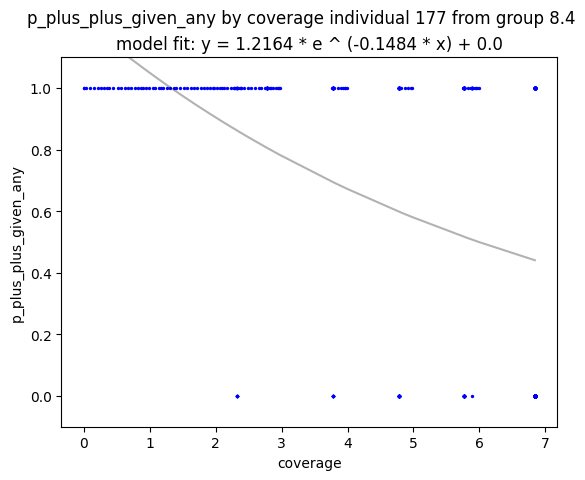 p_plus_plus_given_any by coverage individual 177 from group 8.4
model fit: y = 1.2164 * e ^ (-0.1484 * x) + 0.0
1.0
0.8
0.6
0.4
0.2
0.0
p_plus_plus_given_any
0 1 2 3 4 5 6 7
coverage